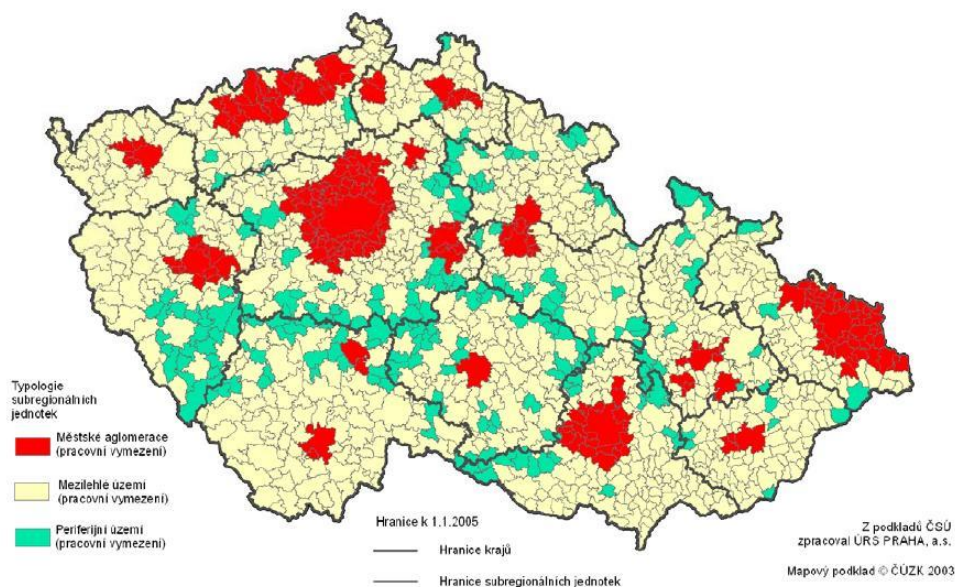 Typologie
subregionálních
jednotek
Městské aglomerace
(pracovní vymezení)
Mezilehlé území
(pracovní vymezení)
Periferijní území
(pracovní vymezení)
Hranice k 1.1.2005
Hranice krajů
Hranice subregionálních jednotek
Z podkladů ČSÚ
zpracoval ÚRS PRAHA, a.s.
Mapový podklad © ČÚZK 2003